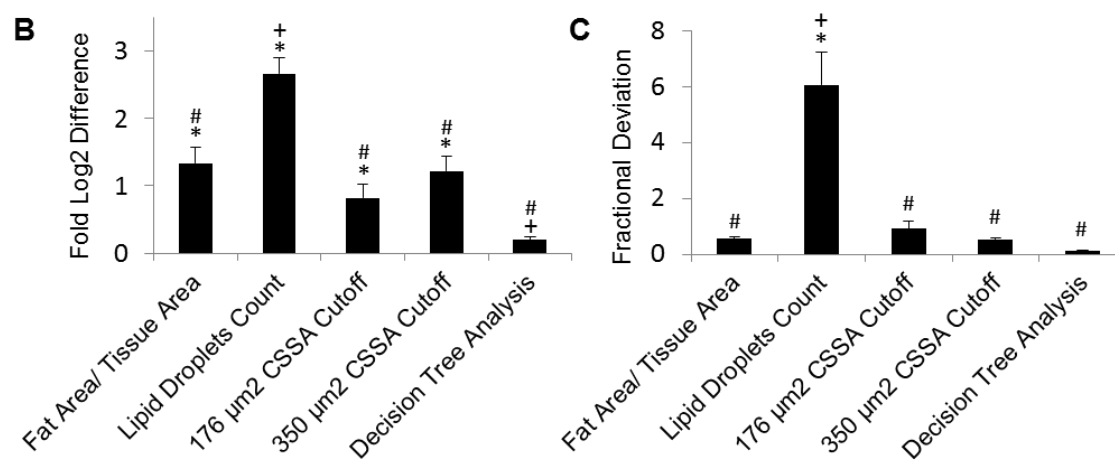 B
Fold Log2 Difference
3
2
1
0
#
*
+
*
#
*
#
*
#
+
Fat Area/ Tissue Area
Lipid Droplets Count
176 µm2 CSSA Cutoff
350 µm2 CSSA Cutoff
Decision Tree Analysis
C
Fractional Deviation
8
6
4
2
0
#
+
*
#
#
#
Fat Area/ Tissue Area
Lipid Droplets Count
176 µm2 CSSA Cutoff
350 µm2 CSSA Cutoff
Decision Tree Analysis